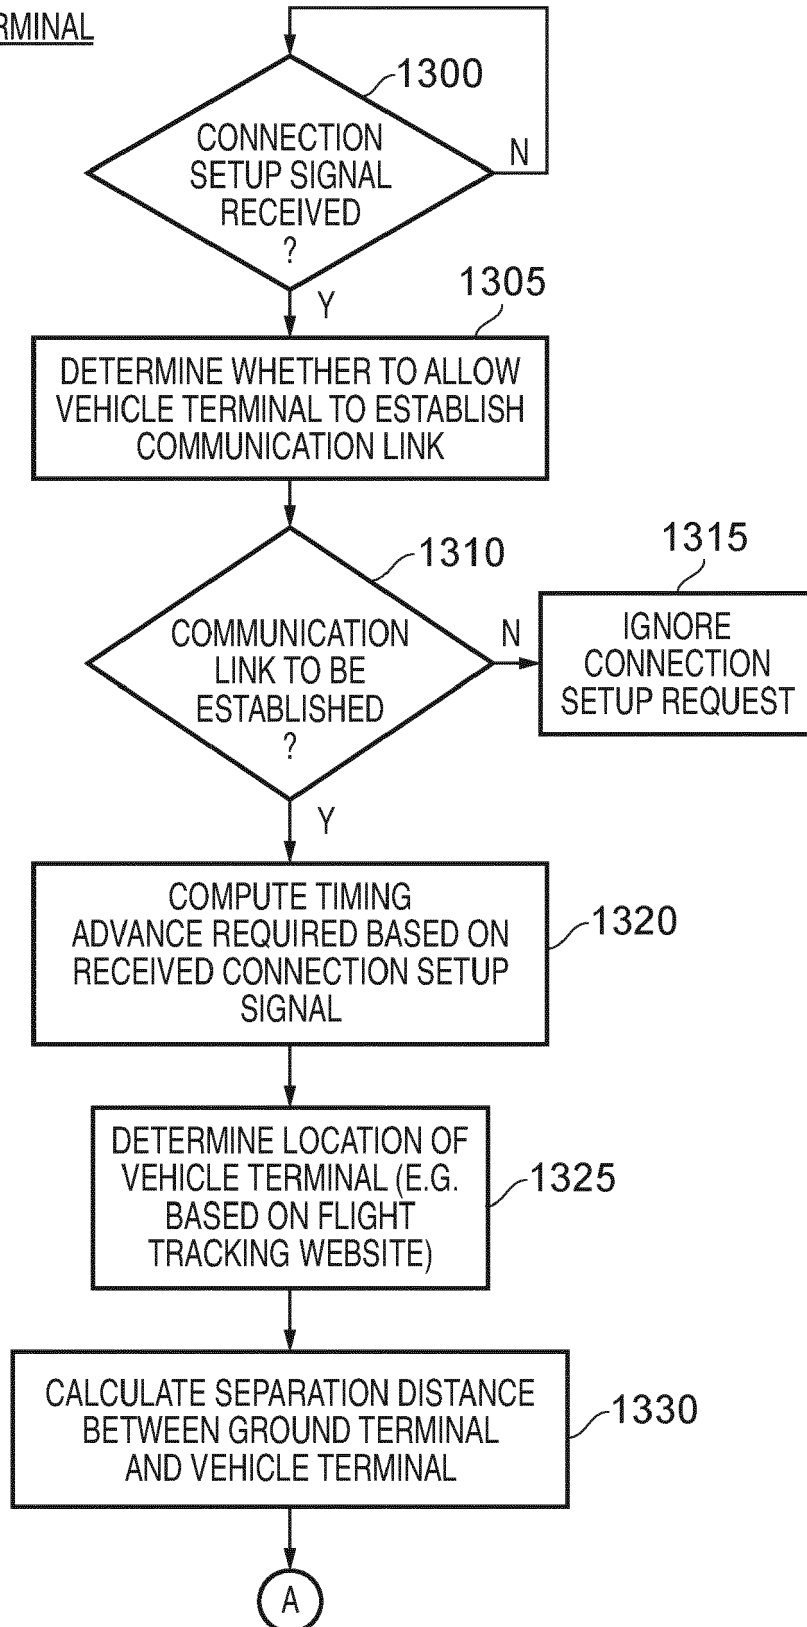 RMINAL
1300
CONNECTION
SETUP SIGNAL
RECEIVED
?
N
Y
1305
DETERMINE WHETHER TO ALLOW
VEHICLE TERMINAL TO ESTABLISH
COMMUNICATION LINK
1310
COMMUNICATION
LINK TO BE
ESTABLISHED
?
N
1315
IGNORE
CONNECTION
SETUP REQUEST
Y
COMPUTE TIMING
ADVANCE REQUIRED BASED ON
RECEIVED CONNECTION SETUP
SIGNAL
1320
DETERMINE LOCATION OF
VEHICLE TERMINAL (E.G.
BASED ON FLIGHT
TRACKING WEBSITE)
1325
CALCULATE SEPARATION DISTANCE
BETWEEN GROUND TERMINAL
AND VEHICLE TERMINAL
1330
A